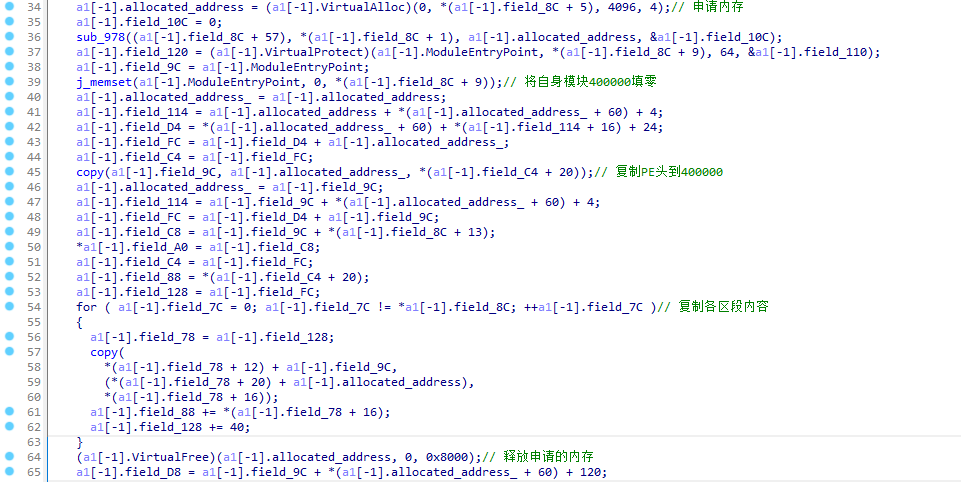 34 a1[-1].allocated_address = (a1[-1].VirtualAlloc)(0, *(a1[-1].field_8C + 5), 4096, 4);// 申请内存
35 a1[-1].field_10C = 0;
36 sub_978((a1[-1].field_8C + 57), *(a1[-1].field_8C + 1), a1[-1].allocated_address, &a1[-1].field_10C);
37 a1[-1].field_120 = (a1[-1].VirtualProtect)(a1[-1].ModuleEntryPoint, *(a1[-1].field_8C + 9), 64, &a1[-1].field_110);
38 a1[-1].field_9C = a1[-1].ModuleEntryPoint;
39 j_memset(a1[-1].ModuleEntryPoint, 0, *(a1[-1].field_8C + 9));// 将自身模块400000填零
40 a1[-1].allocated_address_ = a1[-1].allocated_address;
41 a1[-1].field_114 = a1[-1].allocated_address + *(a1[-1].allocated_address_ + 60) + 4;
42 a1[-1].field_D4 = *(a1[-1].allocated_address_ + 60) + *(a1[-1].field_114 + 16) + 24;
43 a1[-1].field_FC = a1[-1].field_D4 + a1[-1].allocated_address_;
44 a1[-1].field_C4 = a1[-1].field_FC;
45 copy(a1[-1].field_9C, a1[-1].allocated_address_, *(a1[-1].field_C4 + 20));// 复制PE头到400000
46 a1[-1].allocated_address_ = a1[-1].field_9C;
47 a1[-1].field_114 = a1[-1].field_9C + *(a1[-1].allocated_address_ + 60) + 4;
48 a1[-1].field_FC = a1[-1].field_D4 + a1[-1].field_9C;
49 a1[-1].field_C8 = a1[-1].field_9C + *(a1[-1].field_8C + 13);
50 *a1[-1].field_A0 = a1[-1].field_C8;
51 a1[-1].field_C4 = a1[-1].field_FC;
52 a1[-1].field_88 = *(a1[-1].field_C4 + 20);
53 a1[-1].field_128 = a1[-1].field_FC;
54 for ( a1[-1].field_7C = 0; a1[-1].field_7C != *a1[-1].field_8C; ++a1[-1].field_7C )// 复制各区段内容
55 {
56 a1[-1].field_78 = a1[-1].field_128;
57 copy(
58 *(a1[-1].field_78 + 12) + a1[-1].field_9C,
59 (*(a1[-1].field_78 + 20) + a1[-1].allocated_address),
60 *(a1[-1].field_78 + 16));
61 a1[-1].field_88 += *(a1[-1].field_78 + 16);
62 a1[-1].field_128 += 40;
63 }
64 (a1[-1].VirtualFree)(a1[-1].allocated_address, 0, 0x8000);// 释放申请的内存
65 a1[-1].field_D8 = a1[-1].field_9C + *(a1[-1].allocated_address_ + 60) + 120;